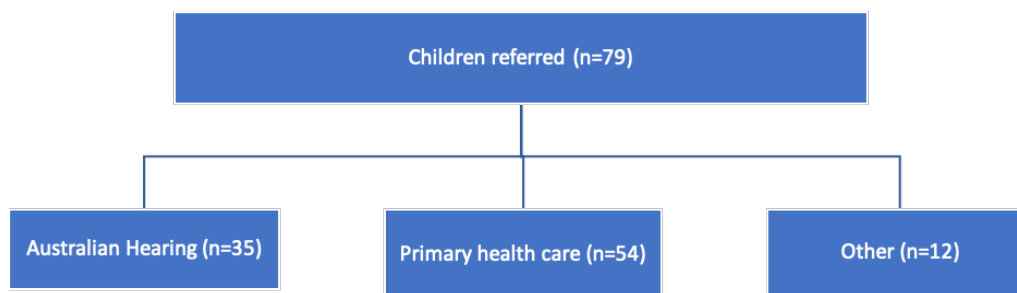 Children referred (n=79)
Australian Hearing (n=35)
Primary health care (n=54)
Other (n=12)